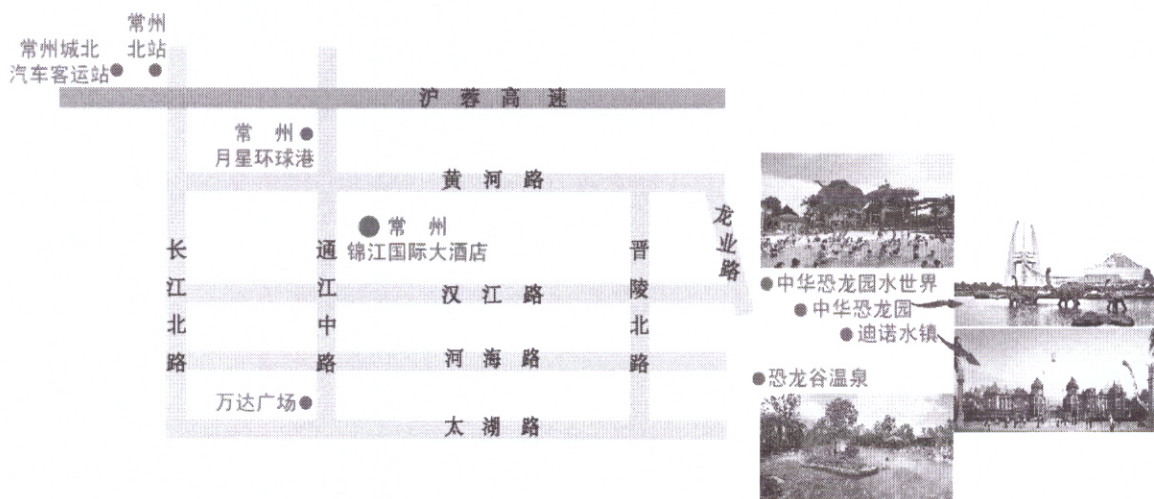 常州
北站
常州城北
汽车客运站
沪蓉高速
常州
月星环球港
黄河路
龙业路
常州
锦江国际大酒店
长江北路
通江中路
晋陵北路
汉江路
中华恐龙园水世界
中华恐龙园
迪诺水镇
河海路
恐龙谷温泉
万达广场
太湖路